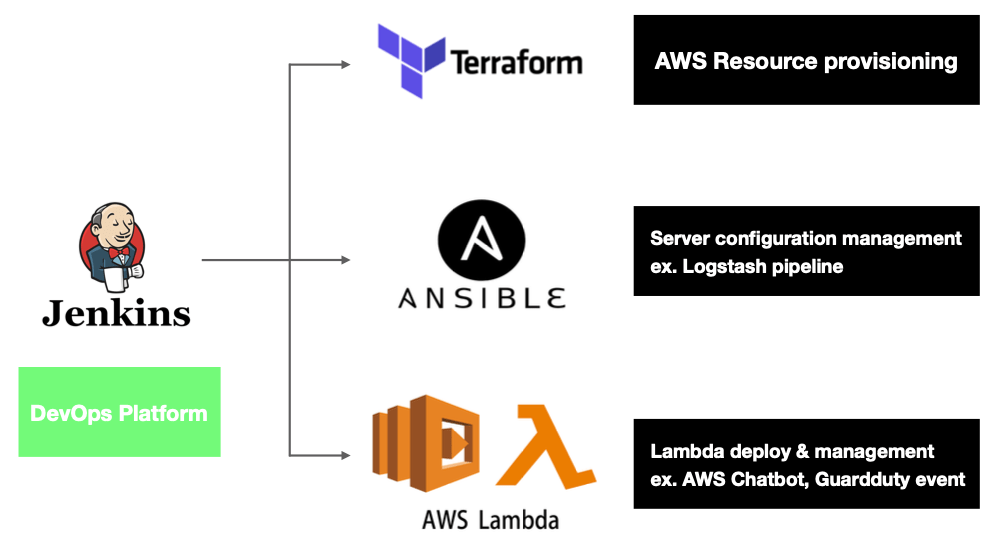 Terraform
AWS Resource provisioning
Jenkins
DevOps Platform
ANSIBLE
Server configuration management
ex. Logstash pipeline
AWS Lambda
Lambda deploy & management
ex. AWS Chatbot, Guardduty event